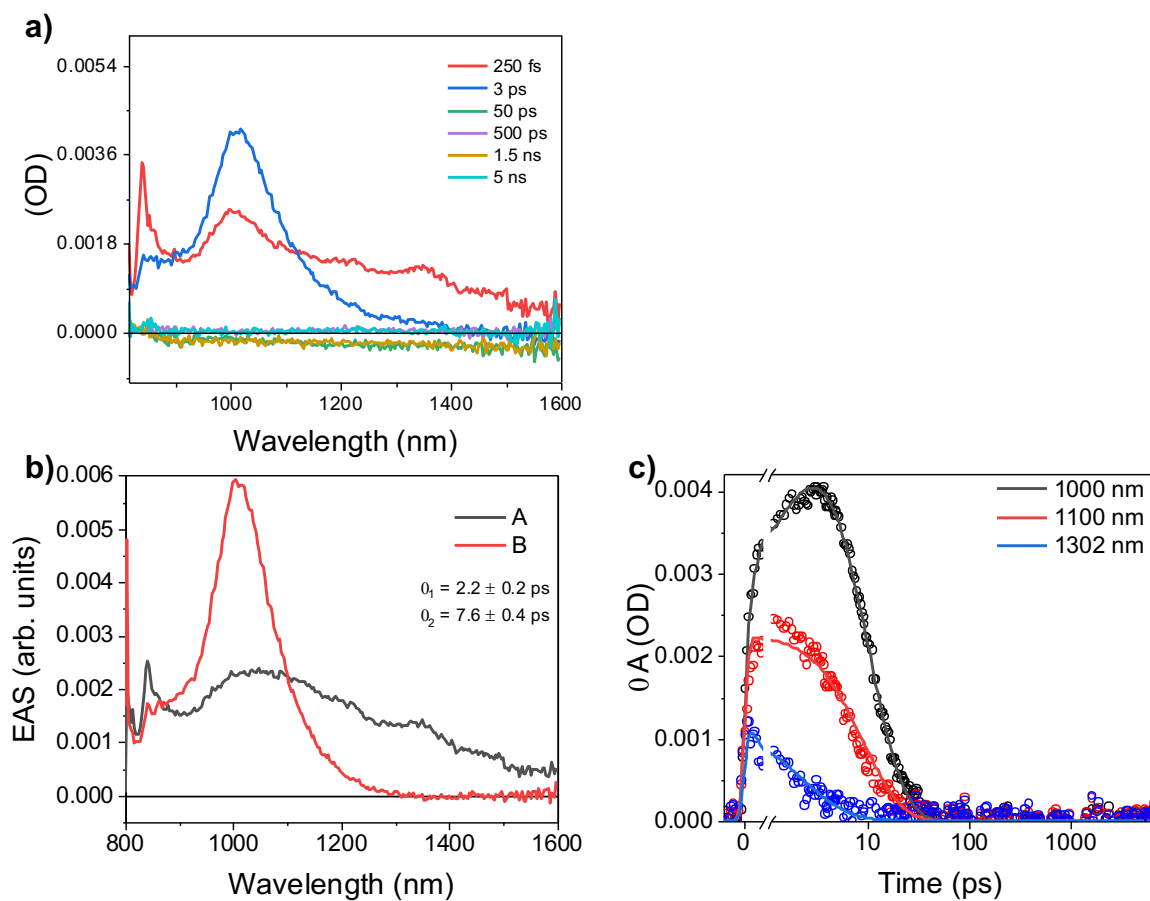 a)
0.0054
0.0036
0.0018
0.0000
(OD)
250 fs
3 ps
50 ps
500 ps
1.5 ns
5 ns
1000 1200 1400 1600
Wavelength (nm)
b)
0.006
0.005
0.004
0.003
0.002
0.001
0.000
EAS (arb. units)
A
B
θ1 = 2.2 ± 0.2 ps
θ2 = 7.6 ± 0.4 ps
800 1000 1200 1400 1600
Wavelength (nm)
c)
0.004
0.003
0.002
0.001
0.000
θA (OD)
1000 nm
1100 nm
1302 nm
0 10 100 1000
Time (ps)